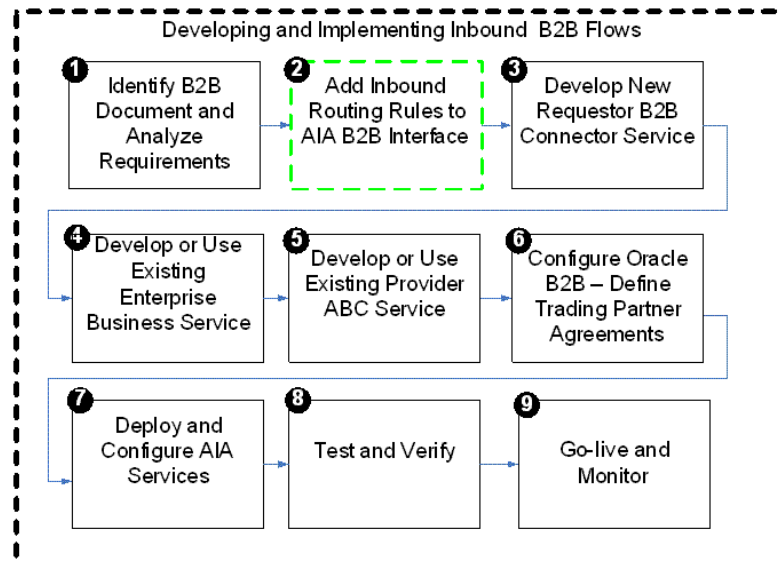 Developing and Implementing Inbound B2B Flows
1
Identify B2B
Document and
Analyze
Requirements
2
Add Inbound
Routing Rules to
AIA B2B Interface
3
Develop New
Requestor B2B
Connector Service
4
Develop or Use
Existing
Enterprise
Business Service
5
Develop or Use
Existing Provider
ABC Service
6
Configure Oracle
B2B – Define
Trading Partner
Agreements
7
Deploy and
Configure AIA
Services
8
Test and Verify
9
Go-live and
Monitor